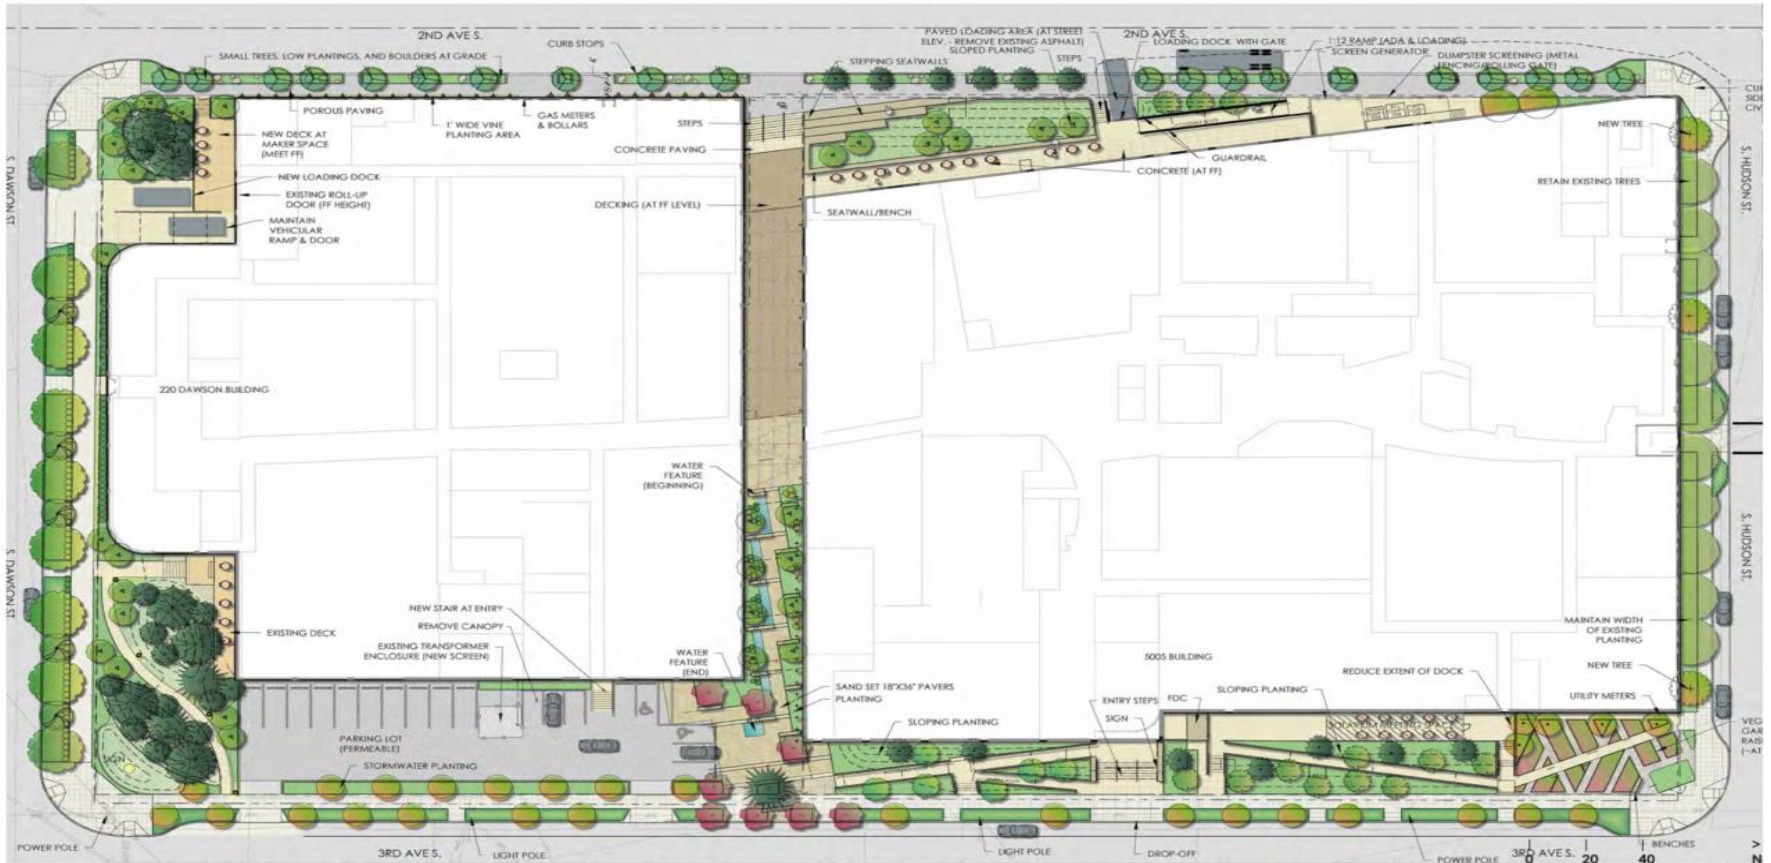 2ND AVE S.
SMALL TREES, LOW PLANTINGS, AND BOULDERS AT GRADE
CURB STOPS
STEPPING SEATWALLS
PAVED LOADING AREA (AT STREET
ELEV. - REMOVE EXISTING ASPHALT)
SLOPED PLANTING
STEPS
2ND AVE S.
LOADING DOCK WITH GATE
1:12 RAMP (ADA & LOADING)
SCREEN GENERATOR
DUMPSTER SCREENING (METAL
FENCING/ROLLING GATE)
POROUS PAVING
1' WIDE VINE
PLANTING AREA
GAS METERS
& BOLLARS
NEW DECK AT
MAKER SPACE
(MEET FF)
NEW LOADING DOCK
EXISTING ROLL-UP
DOOR (FF HEIGHT)
MAINTAIN
VEHICULAR
RAMP & DOOR
STEPS
CONCRETE PAVING
DECKING (AT FF LEVEL)
SEATWALL/BENCH
GUARDRAIL
CONCRETE (AT FF)
NEW TREE
RETAIN EXISTING TREES
S. DAWSON ST.
S. HUDSON ST.
220 DAWSON BUILDING
WATER
FEATURE
(BEGINNING)
S. DAWSON ST
S. HUDSON ST.
EXISTING DECK
NEW STAIR AT ENTRY
REMOVE CANOPY
EXISTING TRANSFORMER
ENCLOSURE (NEW SCREEN)
WATER
FEATURE
(END)
SAND SET 18"X36" PAVERS
PLANTING
SLOPING PLANTING
5005 BUILDING
ENTRY STEPS
FDC
SIGN
SLOPING PLANTING
REDUCE EXTENT OF DOCK
MAINTAIN WIDTH
OF EXISTING
PLANTING
NEW TREE
UTILITY METERS
VEG
GAR
RAIS
(~AT
PARKING LOT
(PERMEABLE)
STORMWATER PLANTING
SIGN
POWER POLE
3RD AVE S.
LIGHT POLE
LIGHT POLE
DROP-OFF
POWER POLE
3RD AVE S.
BENCHES
0 20 40
N